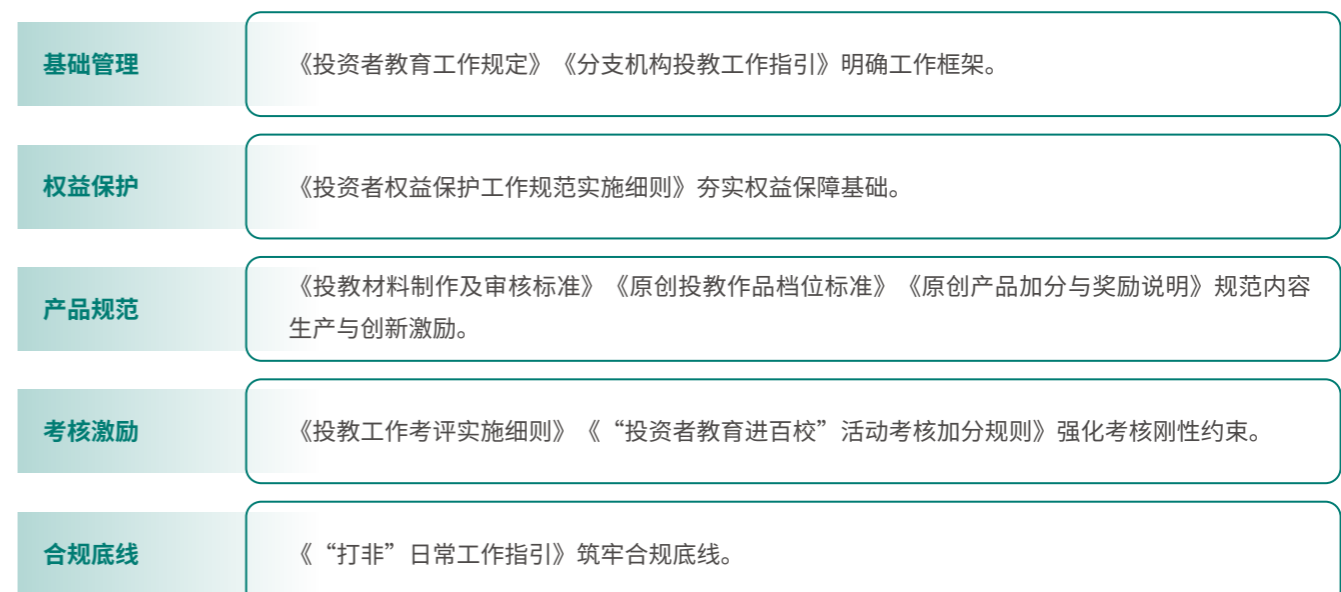 基础管理
《投资者教育工作规定》《分支机构投教工作指引》明确工作框架。
权益保护
《投资者权益保护工作规范实施细则》夯实权益保障基础。
产品规范
《投教材料制作及审核标准》《原创投教作品档位标准》《原创产品加分与奖励说明》规范内容
生产与创新激励。
考核激励
《投教工作考评实施细则》《“投资者教育进百校”活动考核加分规则》强化考核刚性约束。
合规底线
《“打非”日常工作指引》筑牢合规底线。